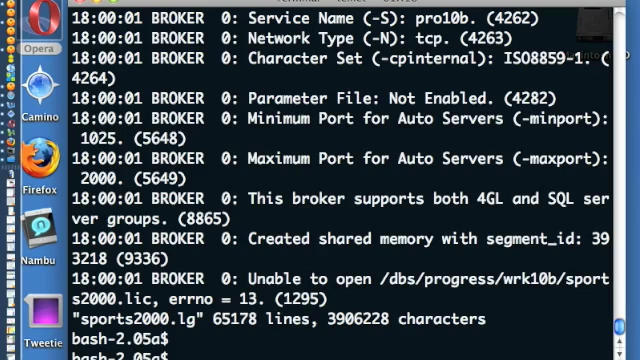 18:00:01 BROKER  0: Service Name (-S): pro10b. (4262)
18:00:01 BROKER  0: Network Type (-N): tcp. (4263)
18:00:01 BROKER  0: Character Set (-cpinternal): ISO8859-1. (
4264)
18:00:01 BROKER  0: Parameter File: Not Enabled. (4282)
18:00:01 BROKER  0: Minimum Port for Auto Servers (-minport):
1025. (5648)
18:00:01 BROKER  0: Maximum Port for Auto Servers (-maxport):
2000. (5649)
18:00:01 BROKER  0: This broker supports both 4GL and SQL ser
ver groups. (8865)
18:00:01 BROKER  0: Created shared memory with segment_id: 39
3218 (9336)
18:00:01 BROKER  0: Unable to open /dbs/progress/wrk10b/sport
s2000.lic, errno = 13. (1295)
"sports2000.lg" 65178 lines, 3906228 characters
bash-2.05a$
bash-2.05a$
Opera
Camino
Firefox
Nambu
Tweetie